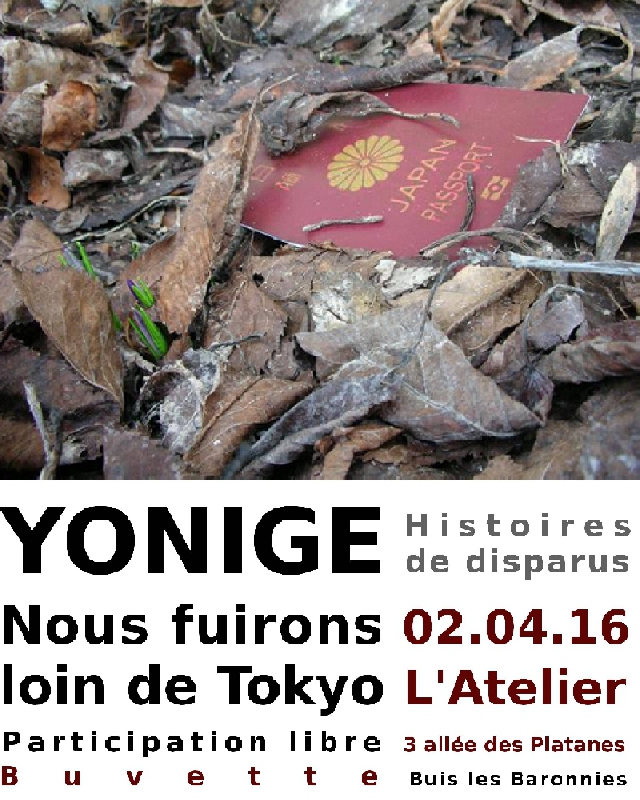 JAPAN
PASSPORT
YONIGE
Histoires
de disparus
Nous fuirons
loin de Tokyo
02.04.16
L'Atelier
Participation libre
Buvette
3 allée des Platanes
Buis les Baronnies